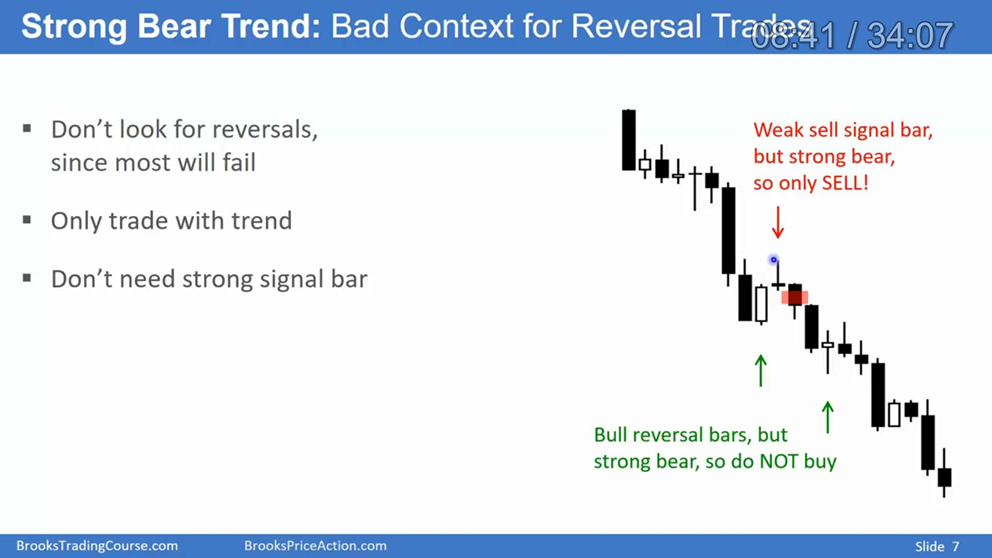 Strong Bear Trend: Bad Context for Reversal Trades
08:41 / 34:07
▪ Don't look for reversals,
since most will fail
▪ Only trade with trend
▪ Don't need strong signal bar
Weak sell signal bar,
but strong bear,
so only SELL!
Bull reversal bars, but
strong bear, so do NOT buy
BrooksTradingCourse.com
BrooksPriceAction.com
Slide 7